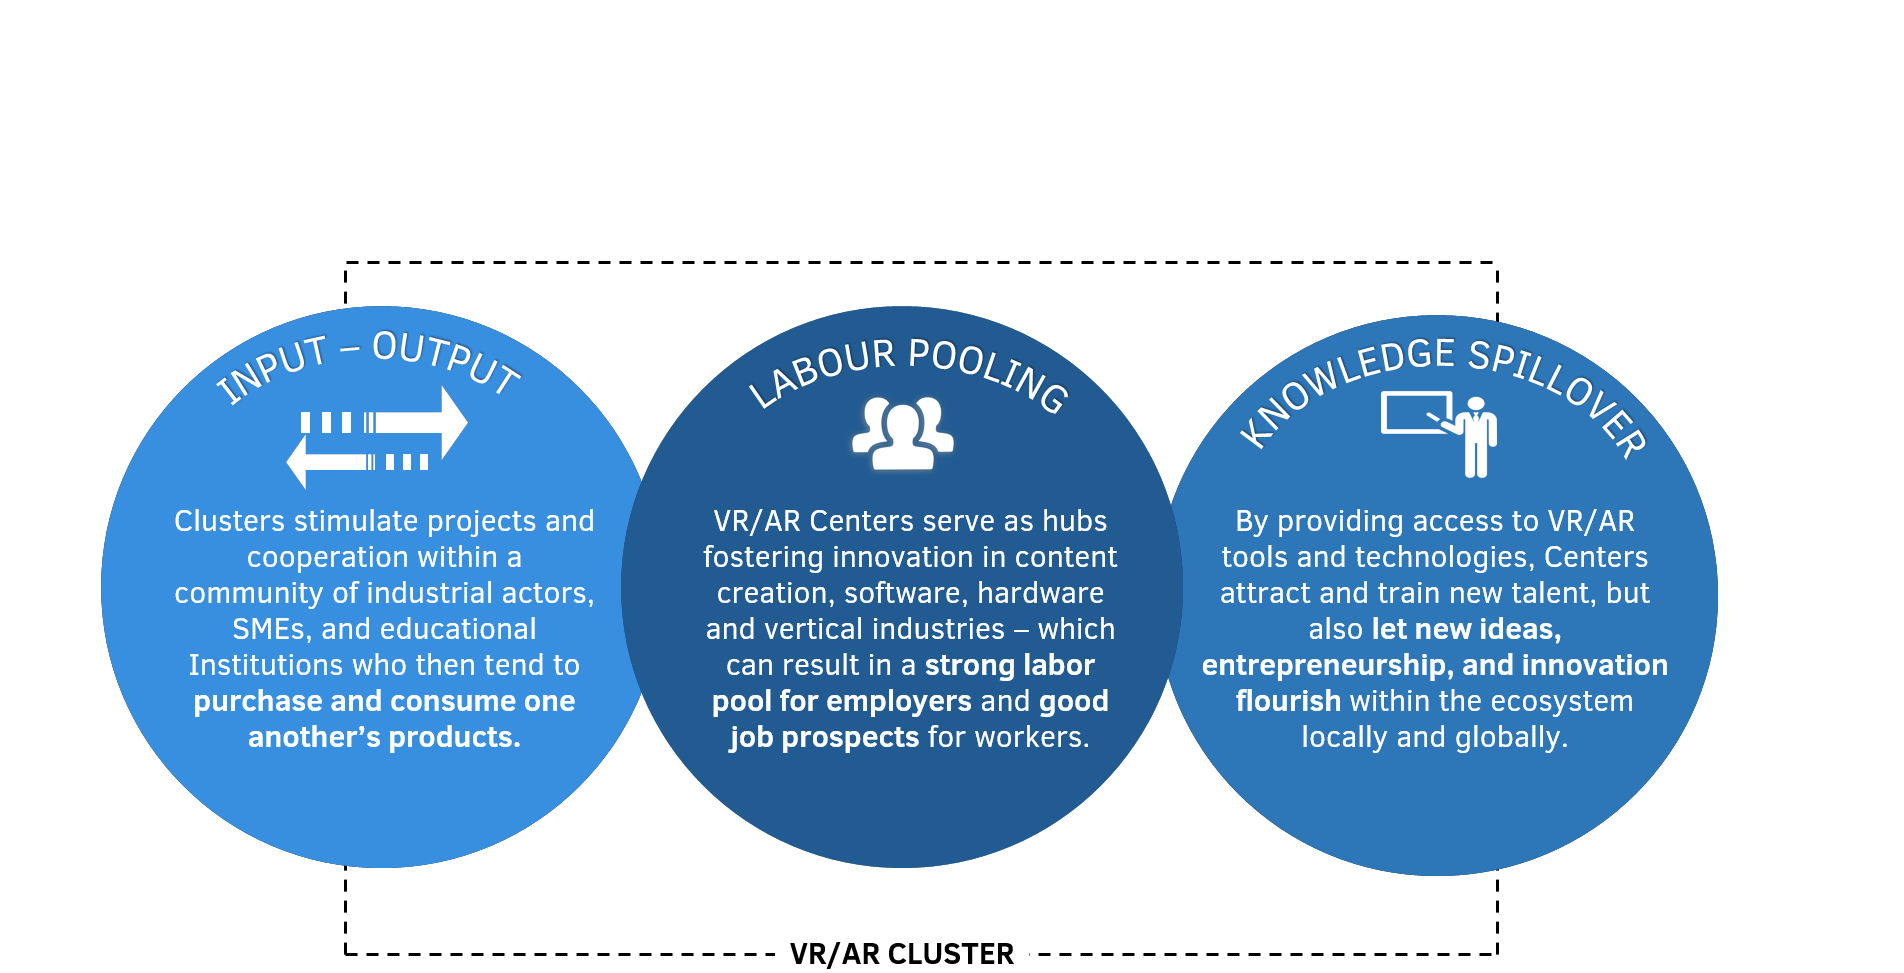 INPUT – OUTPUT
Clusters stimulate projects and
cooperation within a
community of industrial actors,
SMEs, and educational
Institutions who then tend to
purchase and consume one
another’s products.
LABOUR POOLING
VR/AR Centers serve as hubs
fostering innovation in content
creation, software, hardware
and vertical industries – which
can result in a strong labor
pool for employers and good
job prospects for workers.
KNOWLEDGE SPILLOVER
By providing access to VR/AR
tools and technologies, Centers
attract and train new talent, but
also let new ideas,
entrepreneurship, and innovation
flourish within the ecosystem
locally and globally.
VR/AR CLUSTER